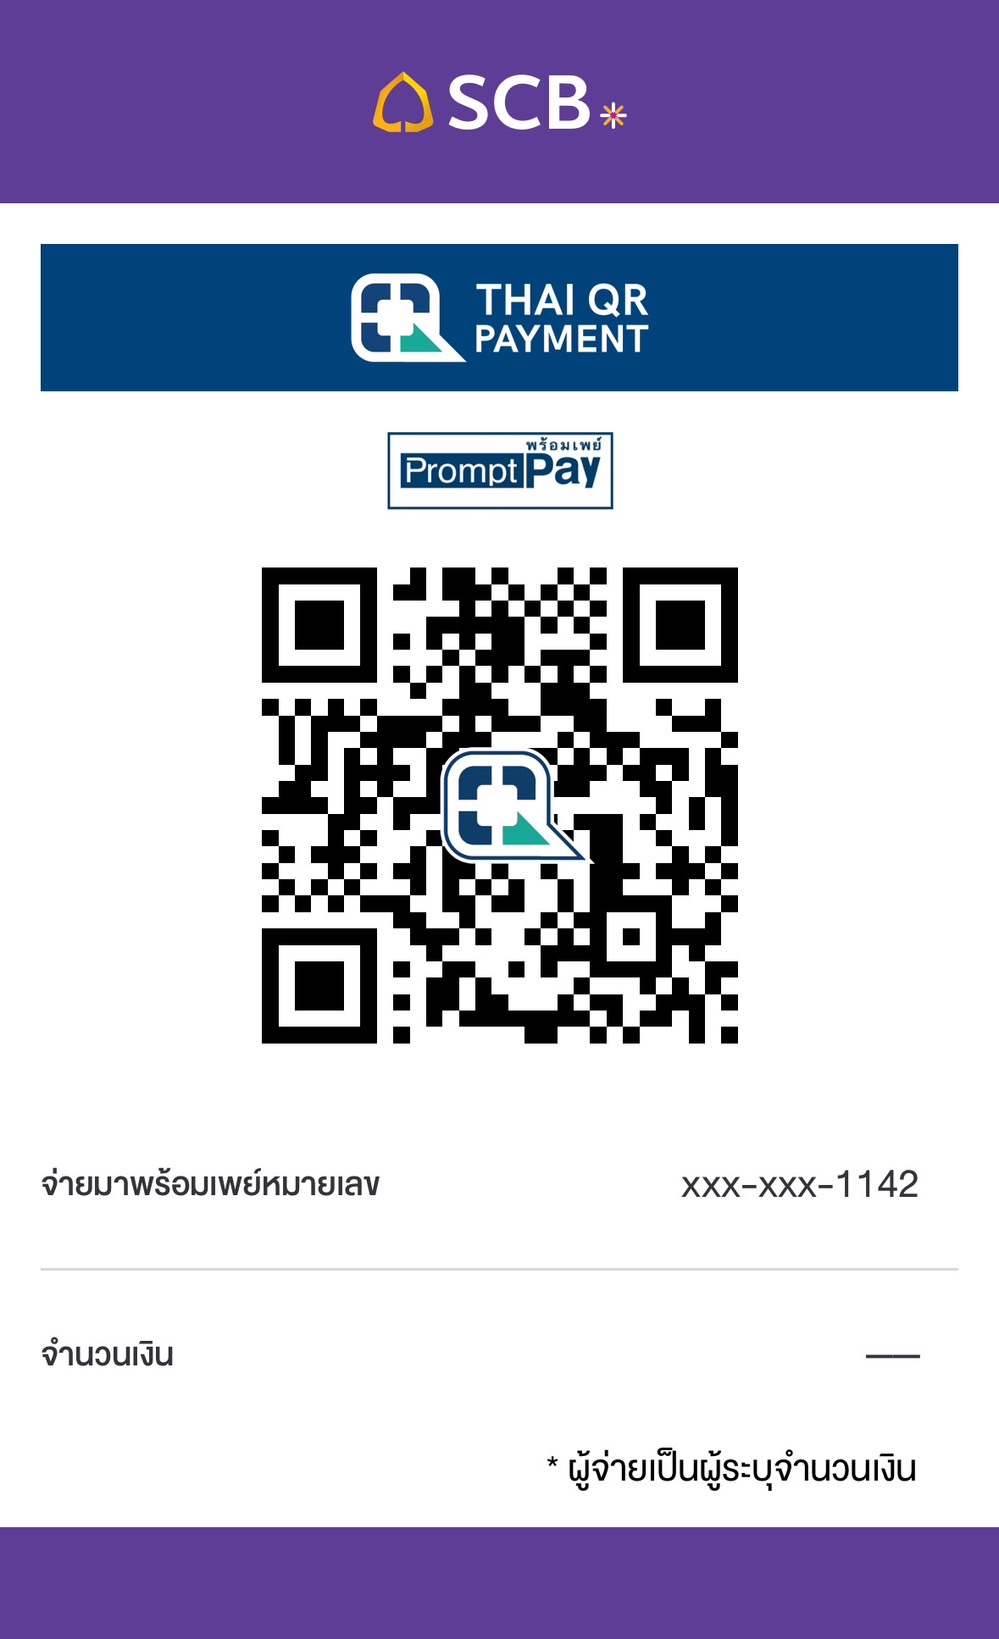 SCB
THAI QR
PAYMENT
พร้อมเพย์
PromptPay
จ่ายมาพร้อมเพย์หมายเลข xxx-xxx-1142
จำนวนเงิน —
* ผู้จ่ายเป็นผู้ระบุจำนวนเงิน